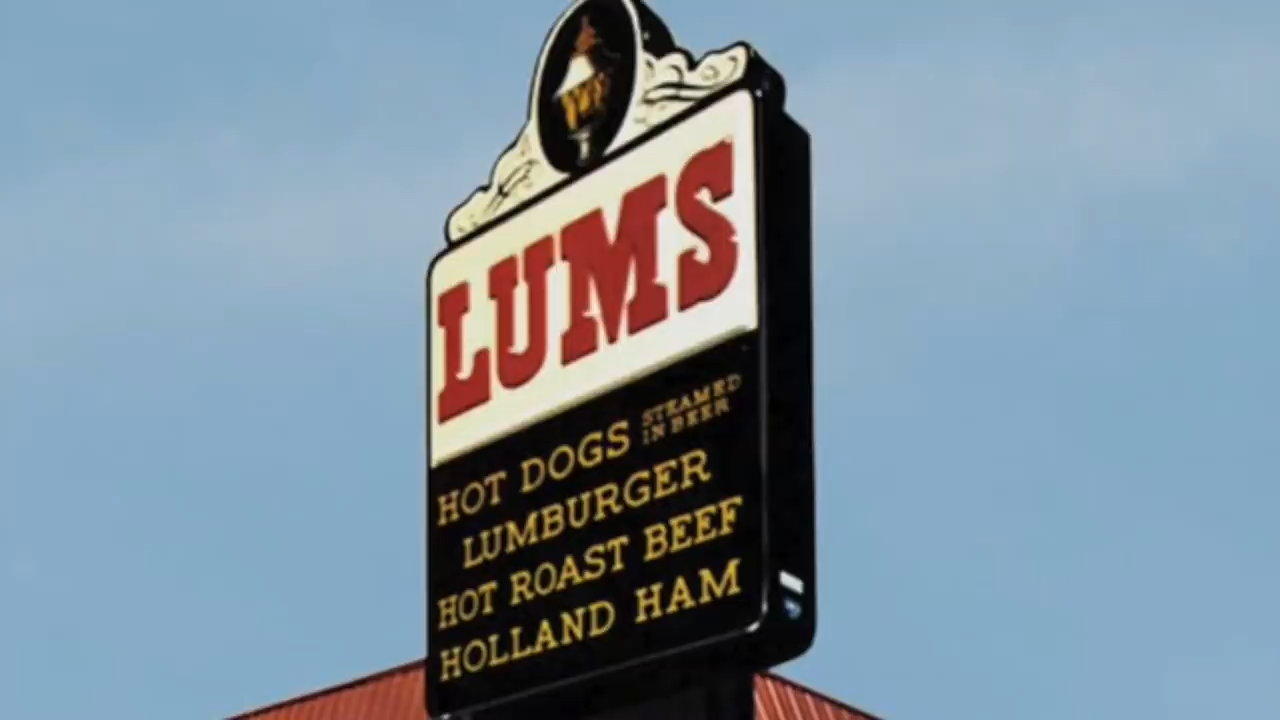 LUMS
HOT DOGS STEAMED IN BEER
LUMBURGER
HOT ROAST BEEF
HOLLAND HAM